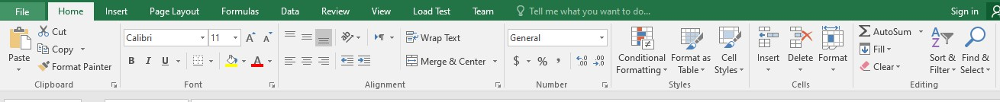 File Home Insert Page Layout Formulas Data Review View Load Test Team Tell me what you want to do... Sign in
Paste
Cut
Copy
Format Painter
Clipboard
Calibri 11 A A
B I U A
Font
Wrap Text
Merge & Center
Alignment
General
$ % , .0 .00 .00 .0
Number
Conditional Formatting
Format as Table
Cell Styles
Styles
Insert
Delete
Format
Cells
AutoSum
Fill
Clear
A Z
Sort & Filter
Find & Select
Editing